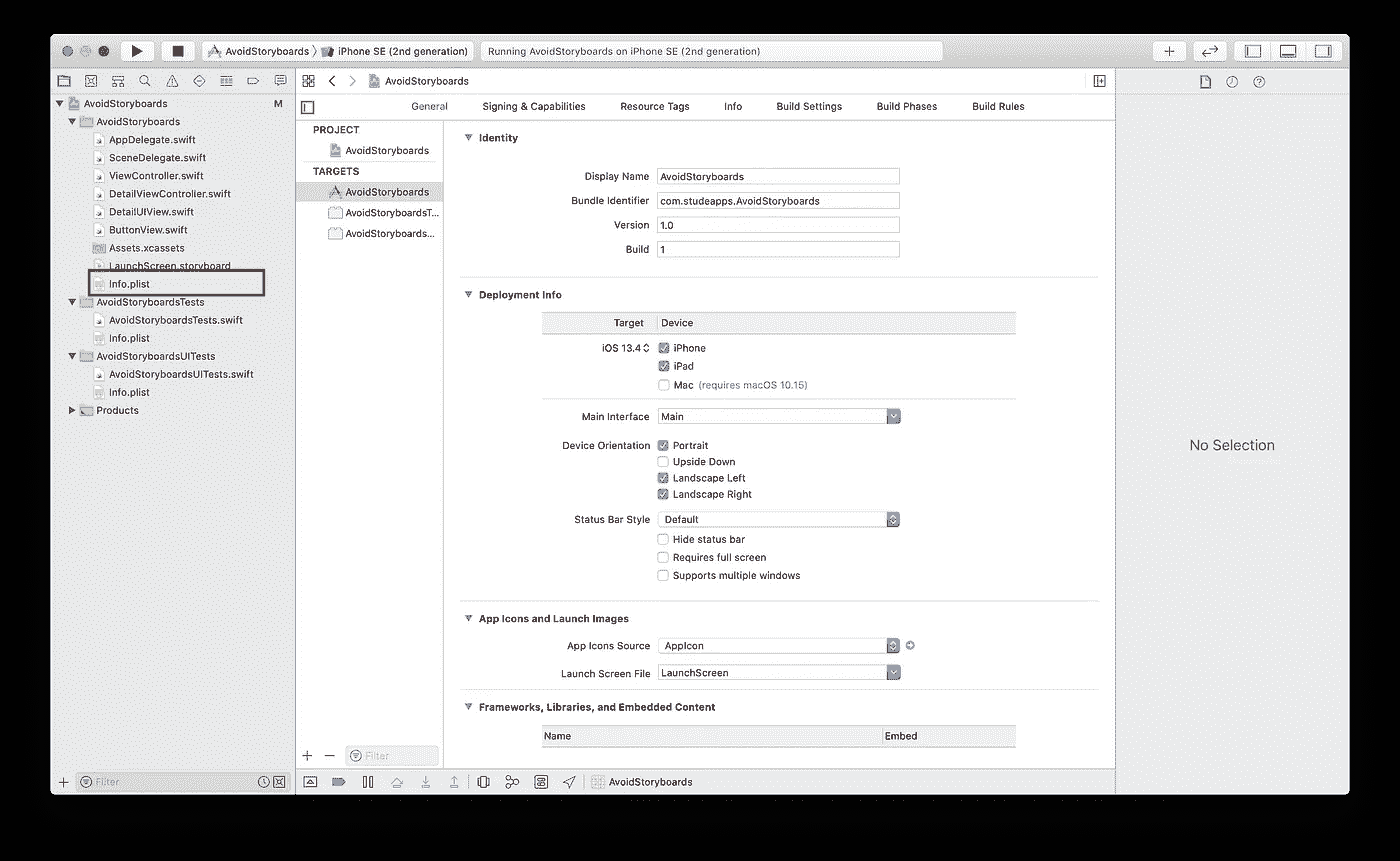 AvoidStoryboards 〉 iPhone SE (2nd generation)
Running AvoidStoryboards on iPhone SE (2nd generation)
AvoidStoryboards
AvoidStoryboards M
AvoidStoryboards
AppDelegate.swift
SceneDelegate.swift
ViewController.swift
DetailViewController.swift
DetailUIView.swift
ButtonView.swift
Assets.xcassets
LaunchScreen.storyboard
Info.plist
AvoidStoryboardsTests
AvoidStoryboardsTests.swift
Info.plist
AvoidStoryboardsUITests
AvoidStoryboardsUITests.swift
Info.plist
Products
Filter
General Signing & Capabilities Resource Tags Info Build Settings Build Phases Build Rules
PROJECT
AvoidStoryboards
TARGETS
AvoidStoryboards
AvoidStoryboardsT...
AvoidStoryboards...
Filter
Identity
Display Name AvoidStoryboards
Bundle Identifier com.studeapps.AvoidStoryboards
Version 1.0
Build 1
Deployment Info
Target Device
iOS 13.4 iPhone
iPad
Mac (requires macOS 10.15)
Main Interface Main
Device Orientation Portrait
Upside Down
Landscape Left
Landscape Right
Status Bar Style Default
Hide status bar
Requires full screen
Supports multiple windows
App Icons and Launch Images
App Icons Source AppIcon
Launch Screen File LaunchScreen
Frameworks, Libraries, and Embedded Content
Name Embed
AvoidStoryboards
No Selection